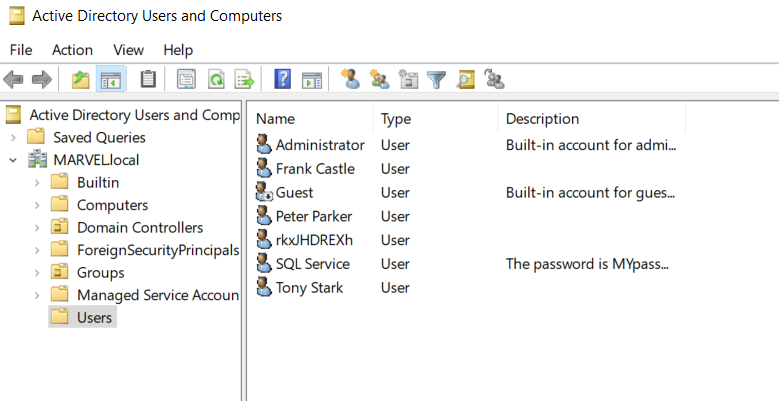 Active Directory Users and Computers
File Action View Help
Active Directory Users and Comp
Saved Queries
MARVEL.local
Builtin
Computers
Domain Controllers
ForeignSecurityPrincipals
Groups
Managed Service Accoun
Users
Name Type Description
Administrator User Built-in account for admi...
Frank Castle User
Guest User Built-in account for gues...
Peter Parker User
rkxJHDREXh User
SQL Service User The password is MYpass...
Tony Stark User